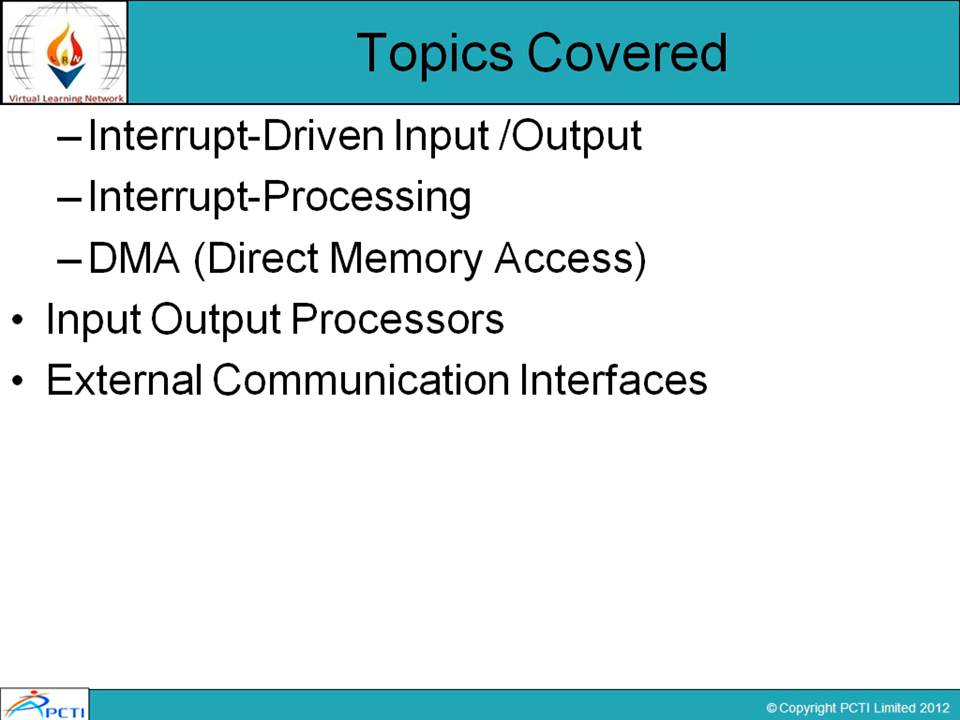 Topics Covered
RN
Virtual Learning Network
–Interrupt-Driven Input /Output
–Interrupt-Processing
–DMA (Direct Memory Access)
• Input Output Processors
• External Communication Interfaces
PCTI
© Copyright PCTI Limited 2012